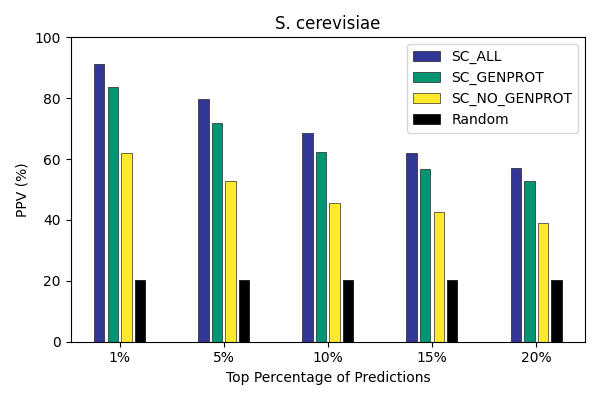 S. cerevisiae
100
80
60
40
20
0
PPV (%)
SC_ALL
SC_GENPROT
SC_NO_GENPROT
Random
1% 5% 10% 15% 20%
Top Percentage of Predictions